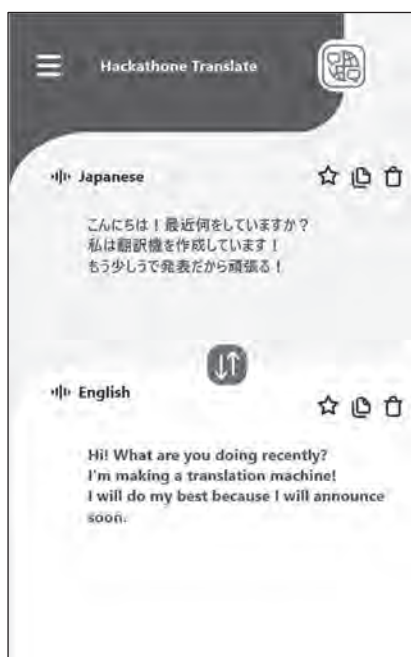 Hackathone Translate
Japanese
こんにちは！最近何をしていますか？
私は翻訳機を作成しています！
もう少しうで発表だから頑張る！
English
Hi! What are you doing recently?
I'm making a translation machine!
I will do my best because I will announce
soon.